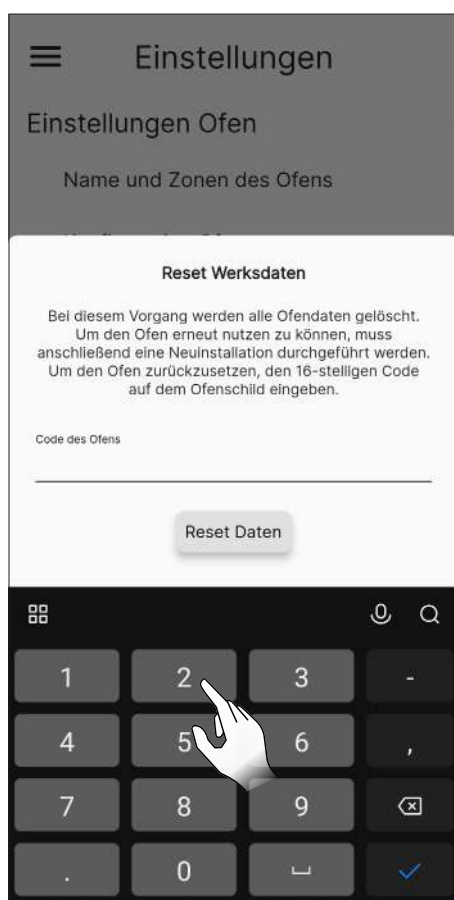 Einstellungen
Einstellungen Ofen
Name und Zonen des Ofens
Reset Werksdaten
Bei diesem Vorgang werden alle Ofendaten gelöscht.
Um den Ofen erneut nutzen zu können, muss
anschließend eine Neuinstallation durchgeführt werden.
Um den Ofen zurückzusetzen, den 16-stelligen Code
auf dem Ofenschild eingeben.
Code des Ofens
Reset Daten
1 2 3 -
4 5 6 ,
7 8 9
. 0